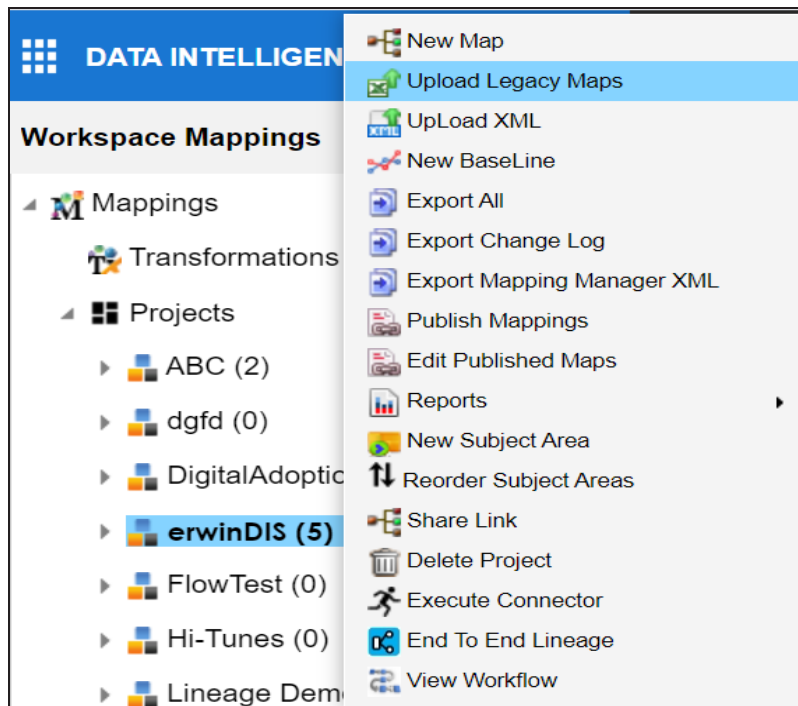 DATA INTELLIGEN
Workspace Mappings
Mappings
Transformations
Projects
ABC (2)
dgfd (0)
DigitalAdoptio
erwinDIS (5)
FlowTest (0)
Hi-Tunes (0)
Lineage Dem
New Map
Upload Legacy Maps
UpLoad XML
New BaseLine
Export All
Export Change Log
Export Mapping Manager XML
Publish Mappings
Edit Published Maps
Reports
New Subject Area
Reorder Subject Areas
Share Link
Delete Project
Execute Connector
End To End Lineage
View Workflow